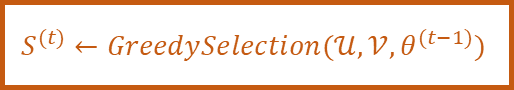 S^(t) ← GreedySelection(𝒰, 𝒱, θ^(t−1))